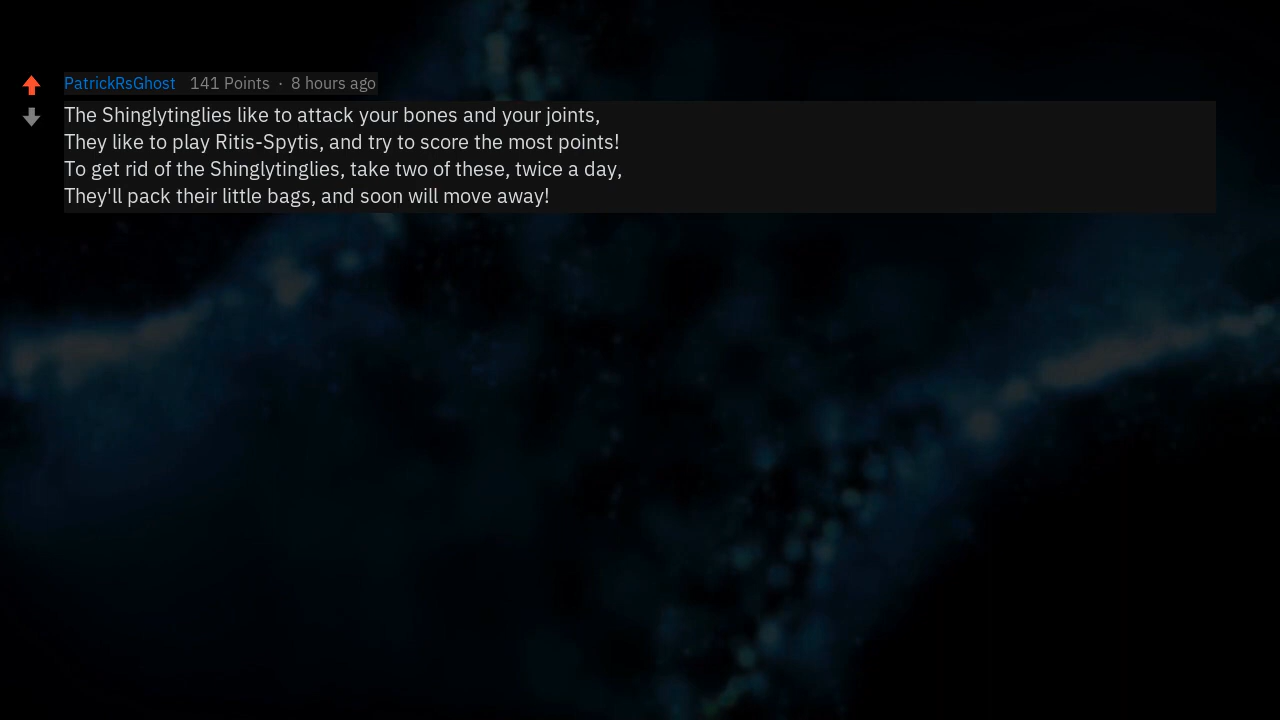 PatrickRsGhost 141 Points · 8 hours ago
The Shinglytinglies like to attack your bones and your joints,
They like to play Ritis-Spytis, and try to score the most points!
To get rid of the Shinglytinglies, take two of these, twice a day,
They'll pack their little bags, and soon will move away!